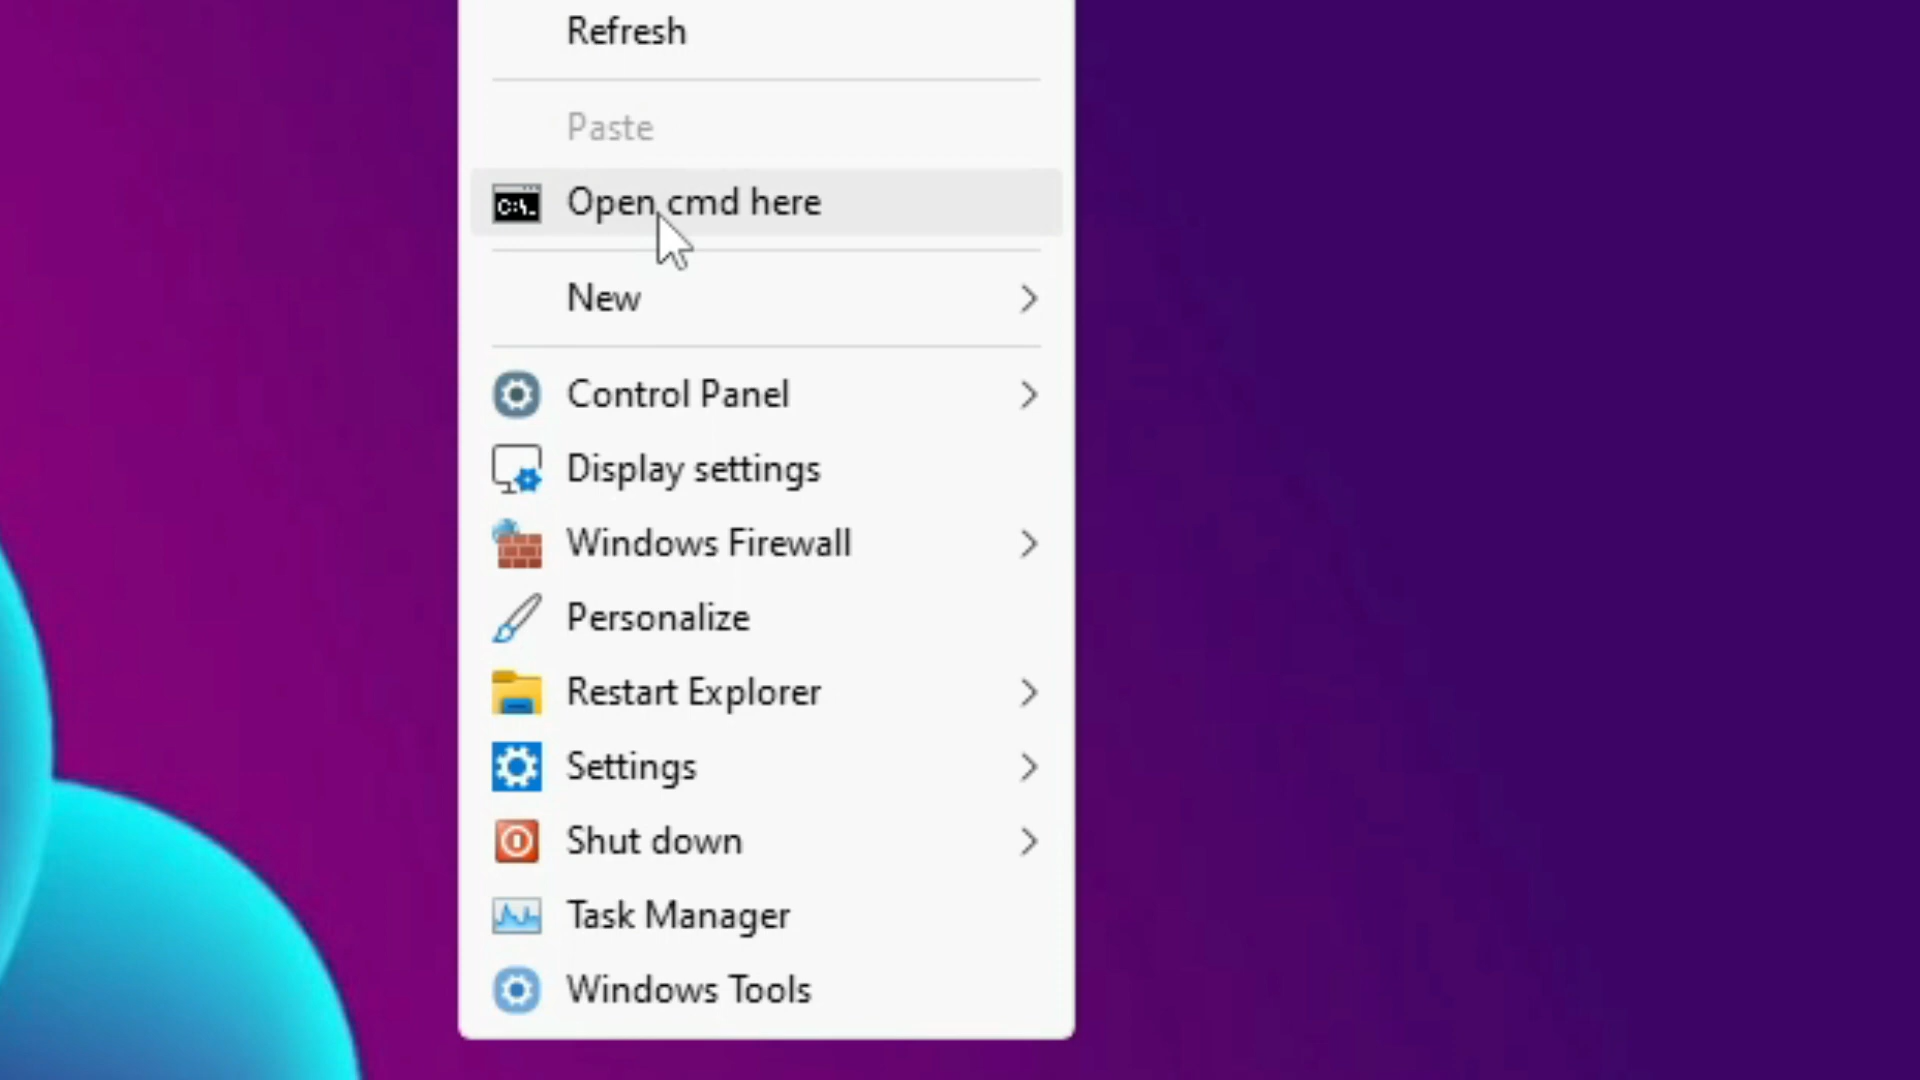 Refresh
Paste
C:\.
Open cmd here
New
Control Panel
Display settings
Windows Firewall
Personalize
Restart Explorer
Settings
Shut down
Task Manager
Windows Tools